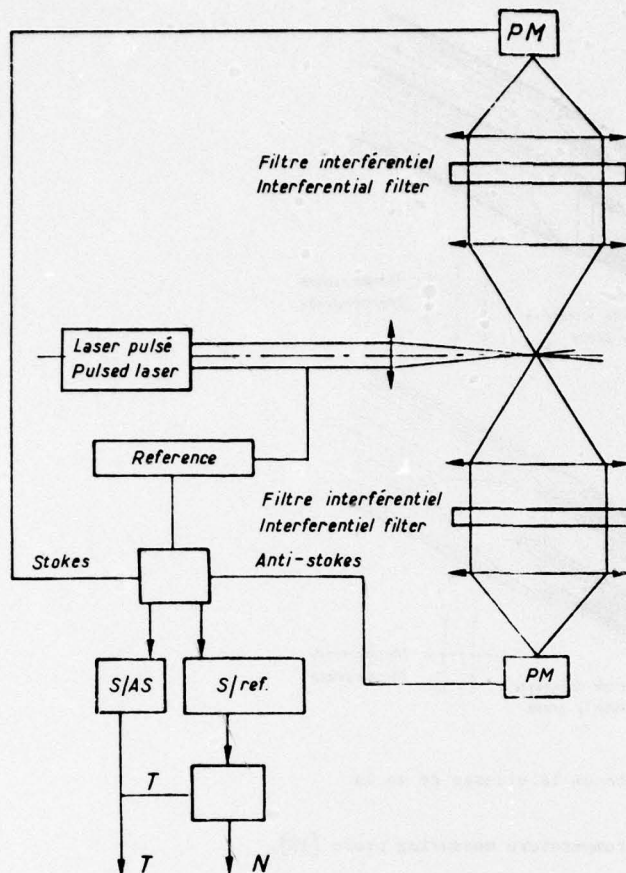 PM
Filtre interférentiel
Interferential filter
Laser pulsé
Pulsed laser
Reference
Filtre interférentiel
Interferentiel filter
Stokes
Anti-stokes
S/AS
S/ref.
PM
T
T
N